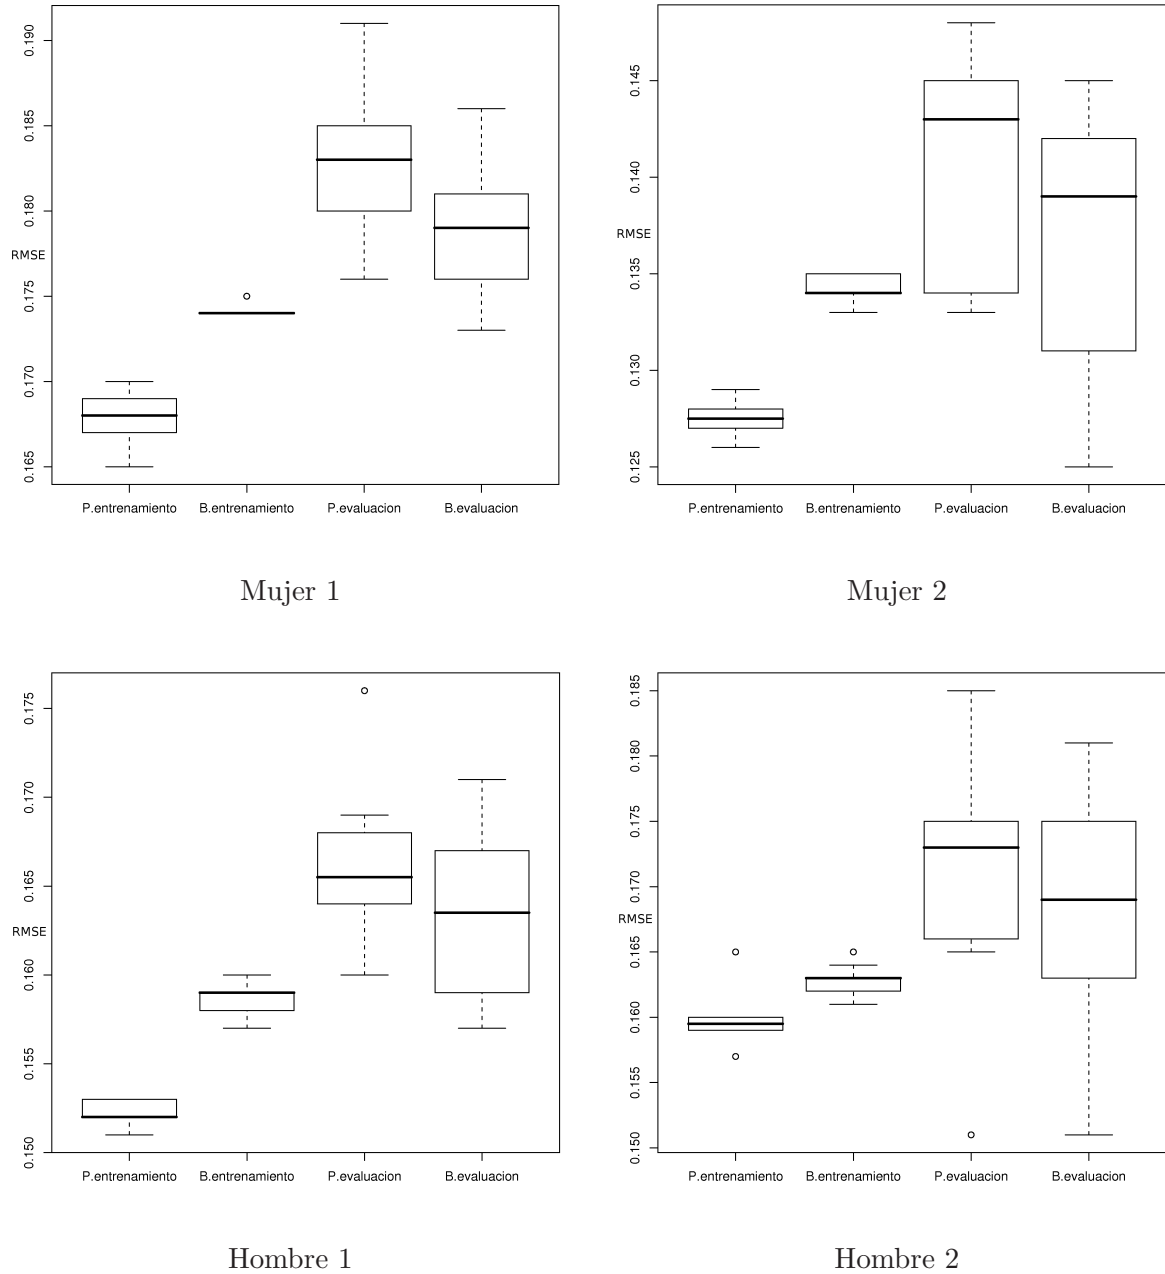 0.190
0.185
0.180
RMSE
0.175
0.170
0.165
P.entrenamiento B.entrenamiento P.evaluacion B.evaluacion
Mujer 1
0.145
0.140
RMSE
0.135
0.130
0.125
P.entrenamiento B.entrenamiento P.evaluacion B.evaluacion
Mujer 2
0.175
0.170
0.165
RMSE
0.160
0.155
0.150
P.entrenamiento B.entrenamiento P.evaluacion B.evaluacion
Hombre 1
0.185
0.180
0.175
0.170
RMSE
0.165
0.160
0.155
0.150
P.entrenamiento B.entrenamiento P.evaluacion B.evaluacion
Hombre 2